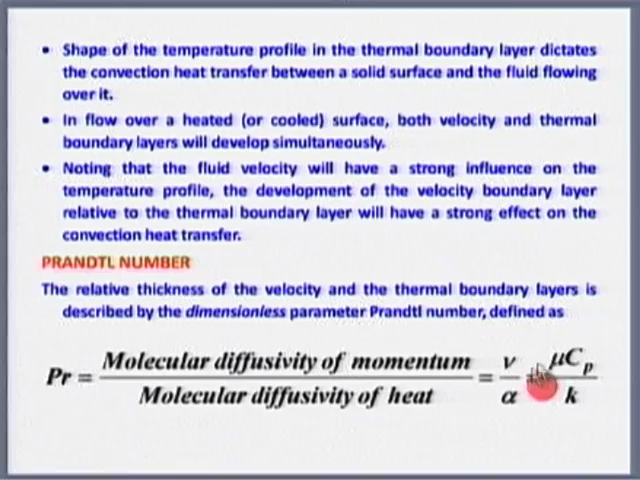 • Shape of the temperature profile in the thermal boundary layer dictates
the convection heat transfer between a solid surface and the fluid flowing
over it.
• In flow over a heated (or cooled) surface, both velocity and thermal
boundary layers will develop simultaneously.
• Noting that the fluid velocity will have a strong influence on the
temperature profile, the development of the velocity boundary layer
relative to the thermal boundary layer will have a strong effect on the
convection heat transfer.
PRANDTL NUMBER
The relative thickness of the velocity and the thermal boundary layers is
described by the dimensionless parameter Prandtl number, defined as
Pr = Molecular diffusivity of momentum / Molecular diffusivity of heat = ν / α = μCp / k